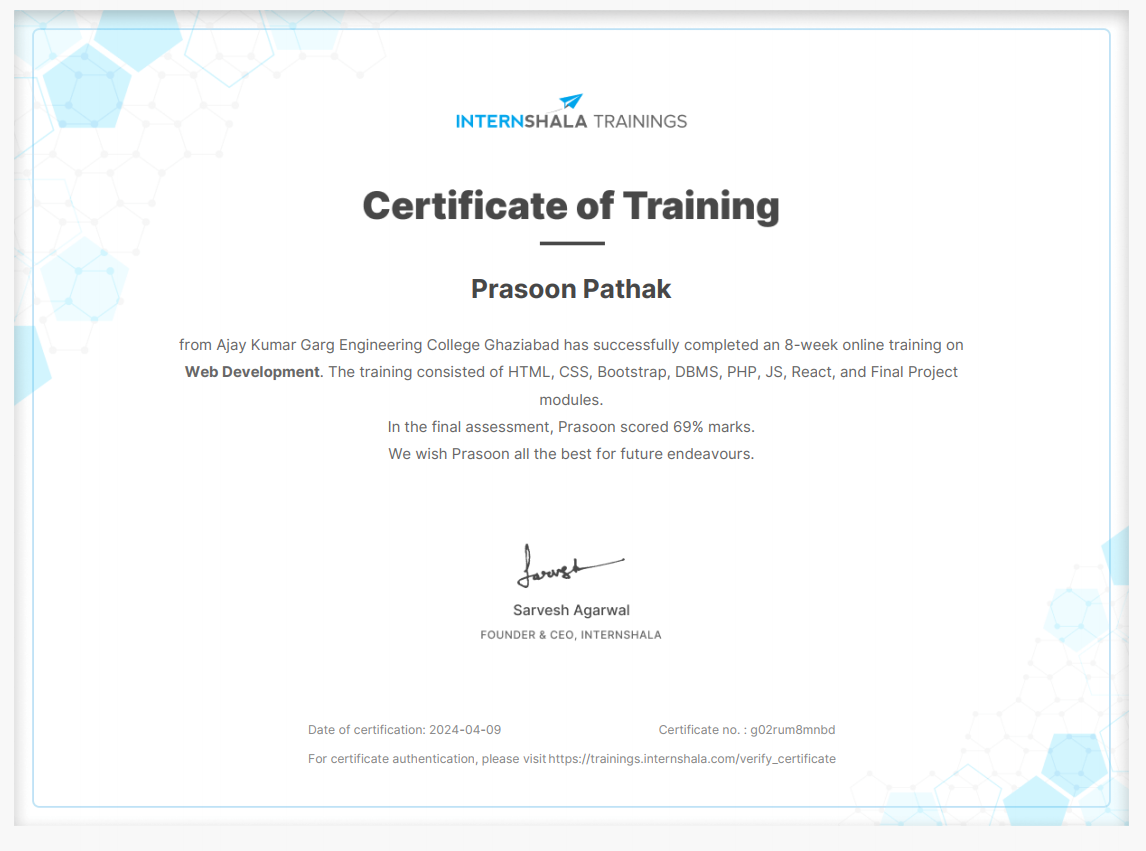 INTERNSHALA TRAININGS
Certificate of Training
Prasoon Pathak
from Ajay Kumar Garg Engineering College Ghaziabad has successfully completed an 8-week online training on
Web Development. The training consisted of HTML, CSS, Bootstrap, DBMS, PHP, JS, React, and Final Project
modules.
In the final assessment, Prasoon scored 69% marks.
We wish Prasoon all the best for future endeavours.
Sarvesh
Sarvesh Agarwal
FOUNDER & CEO, INTERNSHALA
Date of certification: 2024-04-09 Certificate no. : g02rum8mnbd
For certificate authentication, please visit https://trainings.internshala.com/verify_certificate